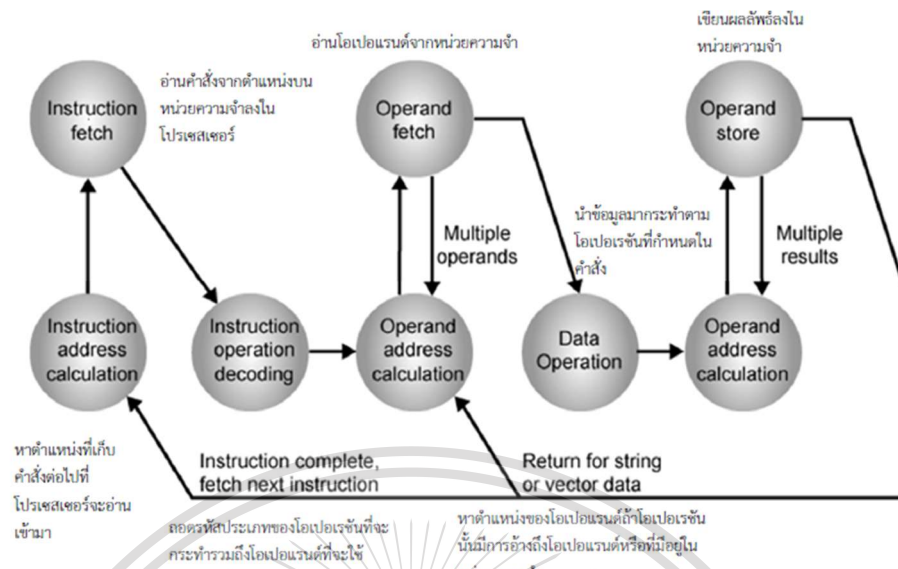 เขียนผลลัพธ์ลงใน
หน่วยความจำ
อ่านโอเปอแรนด์จากหน่วยความจำ
Instruction
fetch
อ่านคำสั่งจากตำแหน่งบน
หน่วยความจำลงใน
โปรเซสเซอร์
Operand
fetch
Operand
store
Multiple
operands
นำข้อมูลมากระทำตาม
โอเปอเรชันที่กำหนดใน
คำสั่ง
Multiple
results
Instruction
address
calculation
Instruction
operation
decoding
Operand
address
calculation
Data
Operation
Operand
address
calculation
หาตำแหน่งที่เก็บ
คำสั่งต่อไปที่
โปรเซสเซอร์จะอ่าน
เข้ามา
Instruction complete,
fetch next instruction
Return for string
or vector data
ถอดรหัสประเภทของโอเปอเรชันที่จะ
กระทำรวมถึงโอเปอแรนด์ที่จะใช้
หาตำแหน่งของโอเปอแรนด์ถ้าโอเปอเรชัน
นั้นมีการอ้างถึงโอเปอแรนด์หรือที่มีอยู่ใน